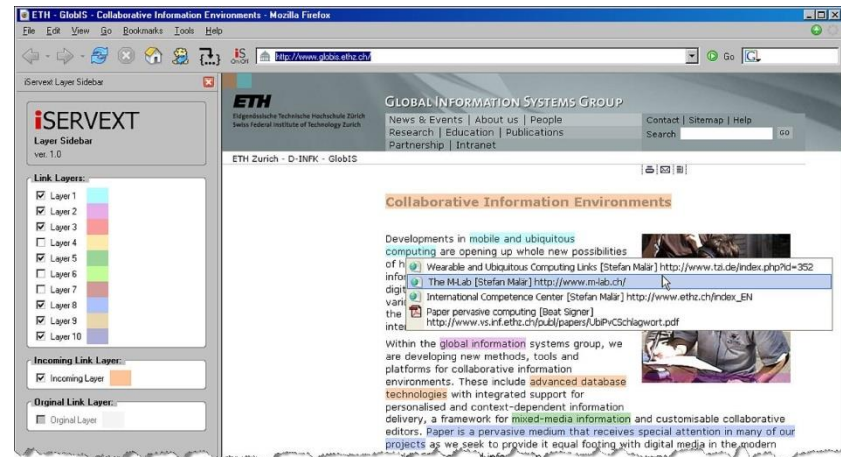 ETH - GlobIS - Collaborative Information Environments - Mozilla Firefox
File Edit View Go Bookmarks Tools Help
iS ON/OFF http://www.globis.ethz.ch/ Go G
iServext Layer Sidebar
iSERVEXT
Layer Sidebar
ver. 1.0
Link Layers:
Layer 1
Layer 2
Layer 3
Layer 4
Layer 5
Layer 6
Layer 7
Layer 8
Layer 9
Layer 10
Incoming Link Layer:
Incoming Layer
Orginal Link Layer:
Orginal Layer
ETH
Eidgenössische Technische Hochschule Zürich
Swiss Federal Institute of Technology Zurich
GLOBAL INFORMATION SYSTEMS GROUP
News & Events | About us | People
Research | Education | Publications
Partnership | Intranet
Contact | Sitemap | Help
Search GO
ETH Zurich - D-INFK - GlobIS
Collaborative Information Environments
Developments in mobile and ubiquitous
computing are opening up whole new possibilities
of h
infor
digit
vari
the
inte
Wearable and Ubiquitous Computing Links [Stefan Malär] http://www.tzi.de/index.php?id=352
The M-Lab [Stefan Malär] http://www.m-lab.ch/
International Competence Center [Stefan Malär] http://www.ethz.ch/index_EN
Paper pervasive computing [Beat Signer]
http://www.vs.inf.ethz.ch/publ/papers/UbiPvCSchlagwort.pdf
Within the global information systems group, we
are developing new methods, tools and
platforms for collaborative information
environments. These include advanced database
technologies with integrated support for
personalised and context-dependent information
delivery, a framework for mixed-media information and customisable collaborative
editors. Paper is a pervasive medium that receives special attention in many of our
projects as we seek to provide it equal footing with digital media in the modern